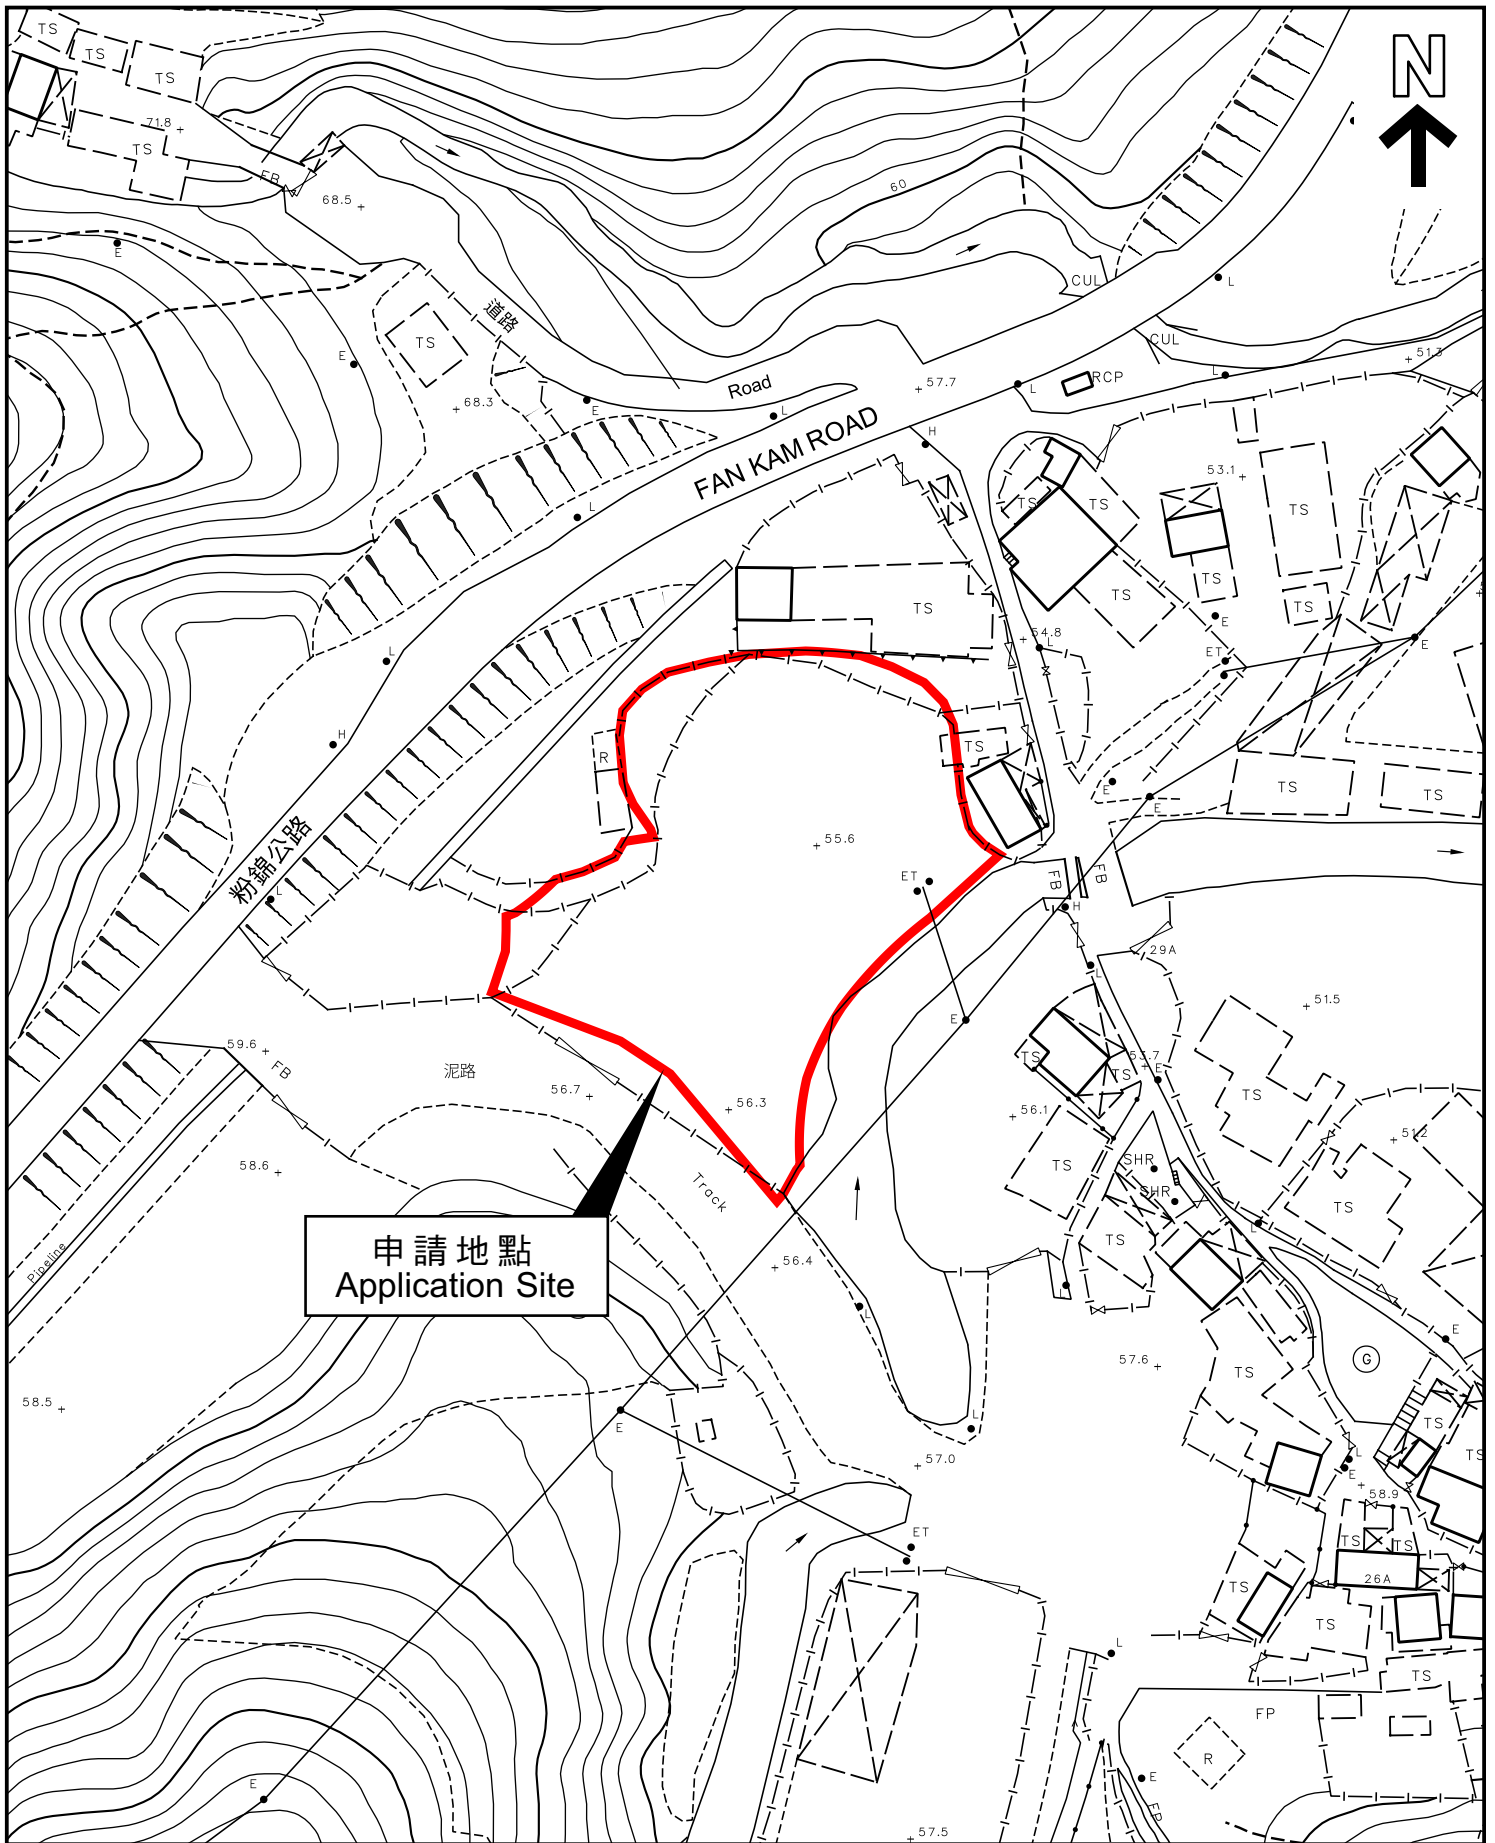 N
TS
TS
TS
71.8
TS
FB
68.5
60
E
CUL
L
道路
TS
CUL
E
51.3
Road
57.7
L
RCP
L
68.3
E
L
FAN KAM ROAD
H
53.1
L
TS
TS
TS
TS
TS
TS
TS
E
54.8
L
ET
E
L
H
R
TS
TS
TS
E
E
55.6
粉錦公路
L
ET
FB
FB
H
29A
L
51.5
E
59.6
FB
泥路
TS
53.7
TS
E
56.7
56.3
56.1
TS
51.2
58.6
TS
SHR
SHR
Track
TS
L
TS
Pipeline
申請地點
Application Site
56.4
L
L
E
57.6
G
TS
58.5
E
L
TS
TS
57.0
L
E
58.9
ET
TS
TS
26A
TS
TS
L
TS
FP
R
E
E
FP
57.5